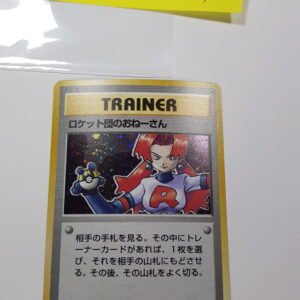 TRAINER
ロケット団のおねーさん
R
相手の手札を見る。その中にトレー
ナーカードがあれば、1枚を選
び、それを相手の山札にもどさせ
る。その後、その山札をよく切る。